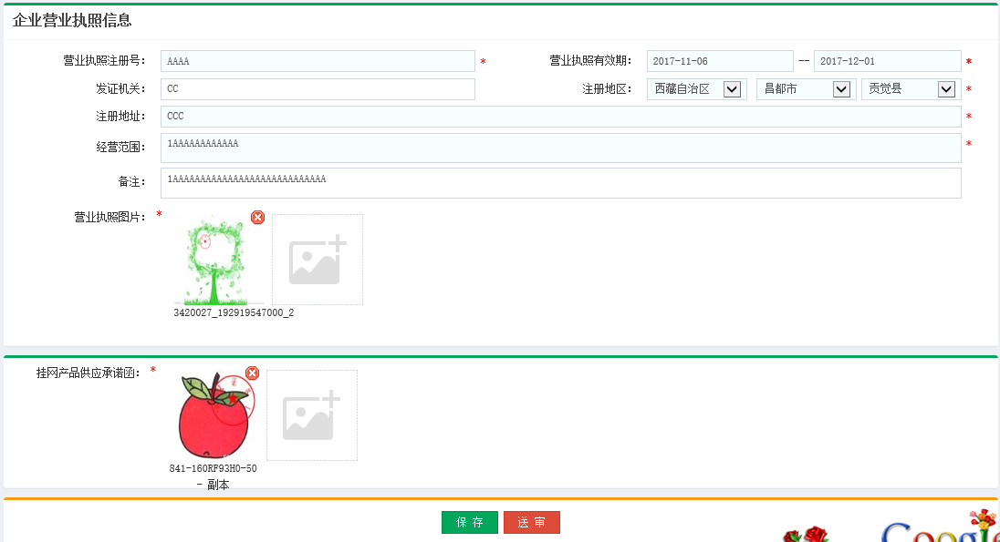 企业营业执照信息
营业执照注册号： AAAA * 营业执照有效期： 2017-11-06 -- 2017-12-01 *
发证机关： CC 注册地区： 西藏自治区 昌都市 贡觉县 *
注册地址： CCC *
经营范围： 1AAAAAAAAAAAA *
备注： 1AAAAAAAAAAAAAAAAAAAAAAAAAAAA
营业执照图片： *
3420027_192919547000_2
挂网产品供应承诺函： *
841-160RF93H0-50
- 副本
保 存 送 审